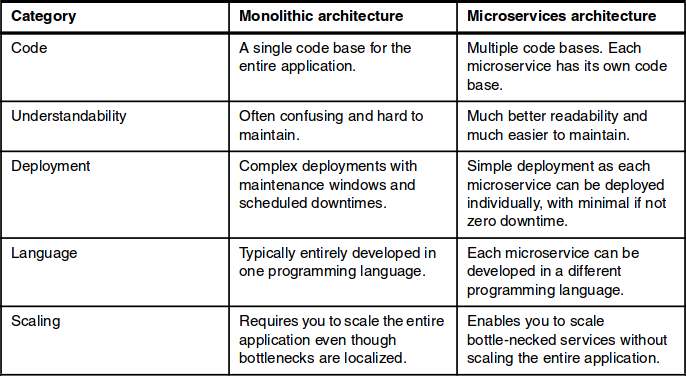 Category Monolithic architecture Microservices architecture
Code A single code base for the Multiple code bases. Each
entire application. microservice has its own code
base.
Understandability Often confusing and hard to Much better readability and
maintain. much easier to maintain.
Deployment Complex deployments with Simple deployment as each
maintenance windows and microservice can be deployed
scheduled downtimes. individually, with minimal if not
zero downtime.
Language Typically entirely developed in Each microservice can be
one programming language. developed in a different
programming language.
Scaling Requires you to scale the entire Enables you to scale
application even though bottle-necked services without
bottlenecks are localized. scaling the entire application.